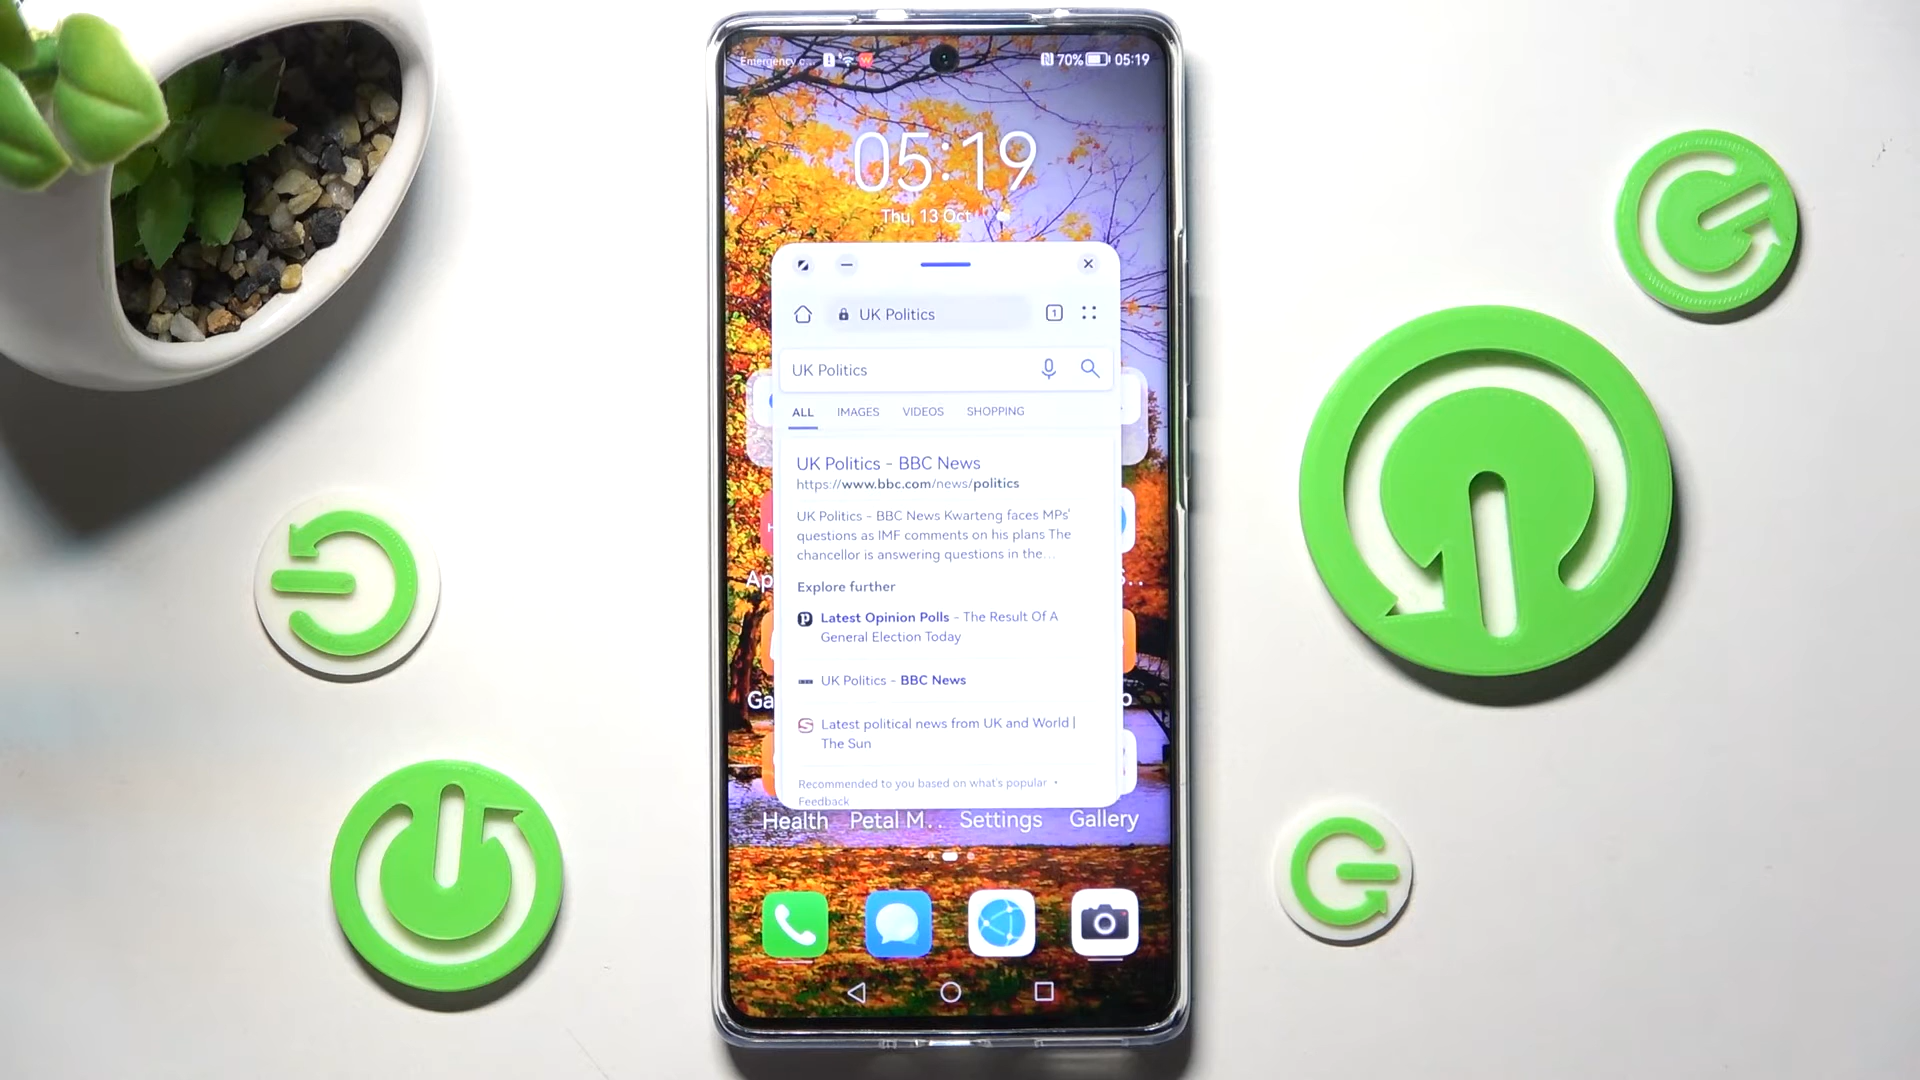 Emergency c...
70%
05:19
05:19
Thu, 13 Oct
UK Politics
1
UK Politics
ALL IMAGES VIDEOS SHOPPING
UK Politics - BBC News
https://www.bbc.com/news/politics
UK Politics - BBC News Kwarteng faces MPs'
questions as IMF comments on his plans The
chancellor is answering questions in the...
Explore further
Latest Opinion Polls - The Result Of A
General Election Today
UK Politics - BBC News
Latest political news from UK and World |
The Sun
Recommended to you based on what's popular •
Feedback
Health Petal M... Settings Gallery